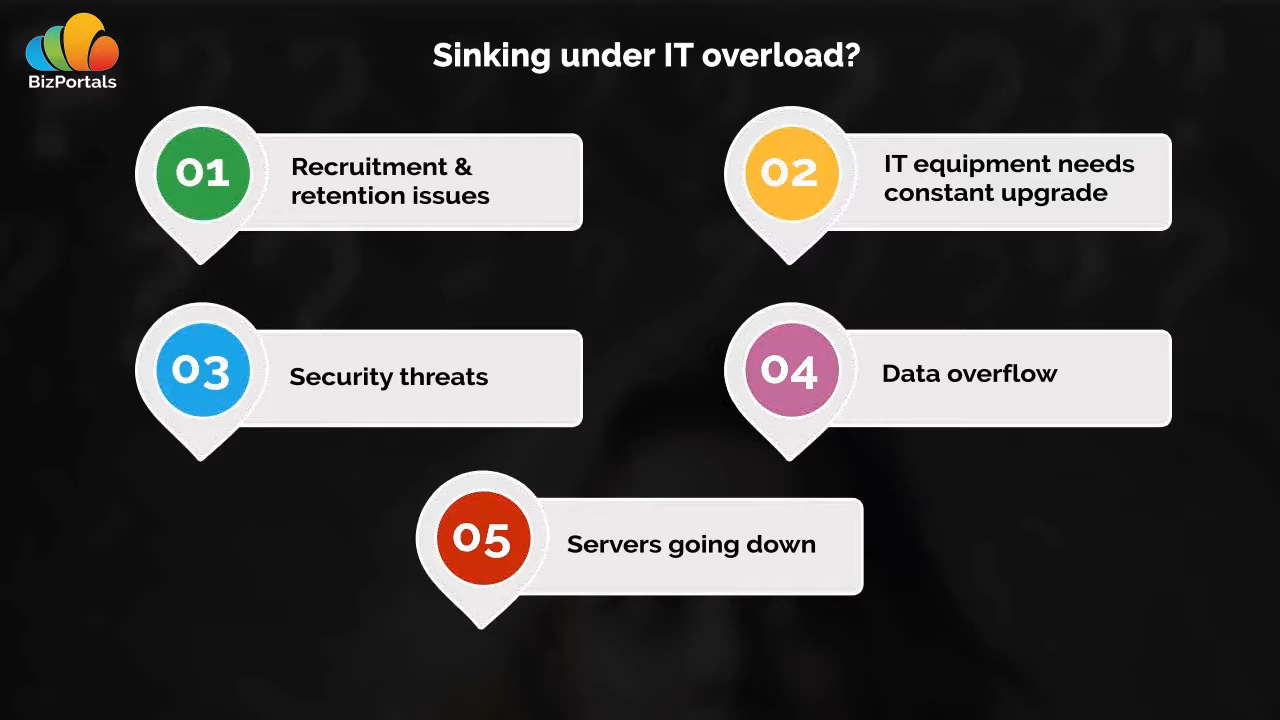 BizPortals
Sinking under IT overload?
01
Recruitment &
retention issues
02
IT equipment needs
constant upgrade
03
Security threats
04
Data overflow
05
Servers going down